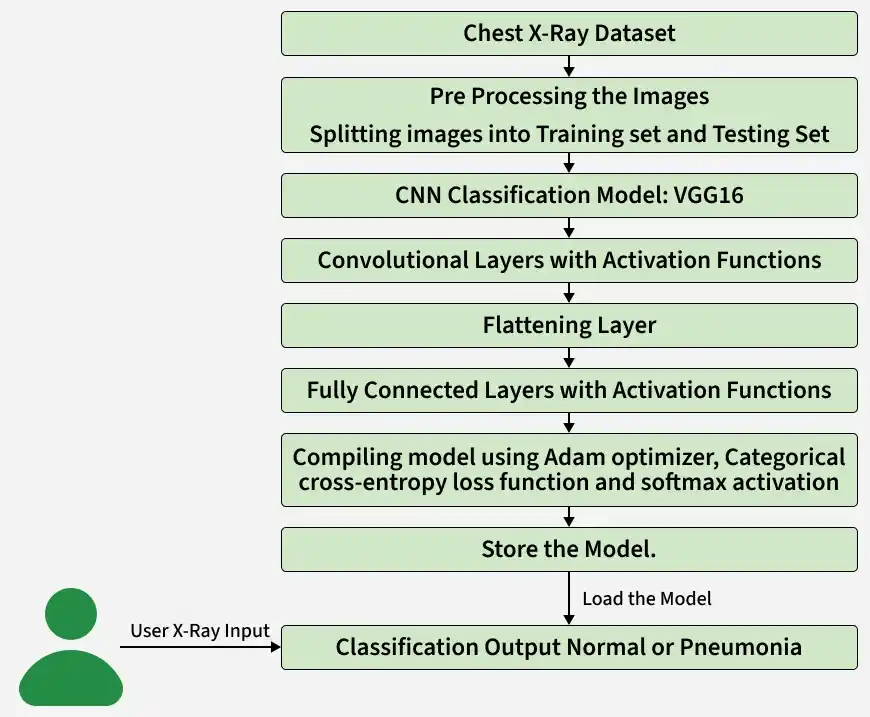 Chest X-Ray Dataset
Pre Processing the Images
Splitting images into Training set and Testing Set
CNN Classification Model: VGG16
Convolutional Layers with Activation Functions
Flattening Layer
Fully Connected Layers with Activation Functions
Compiling model using Adam optimizer, Categorical
cross-entropy loss function and softmax activation
Store the Model.
Load the Model
User X-Ray Input
Classification Output Normal or Pneumonia